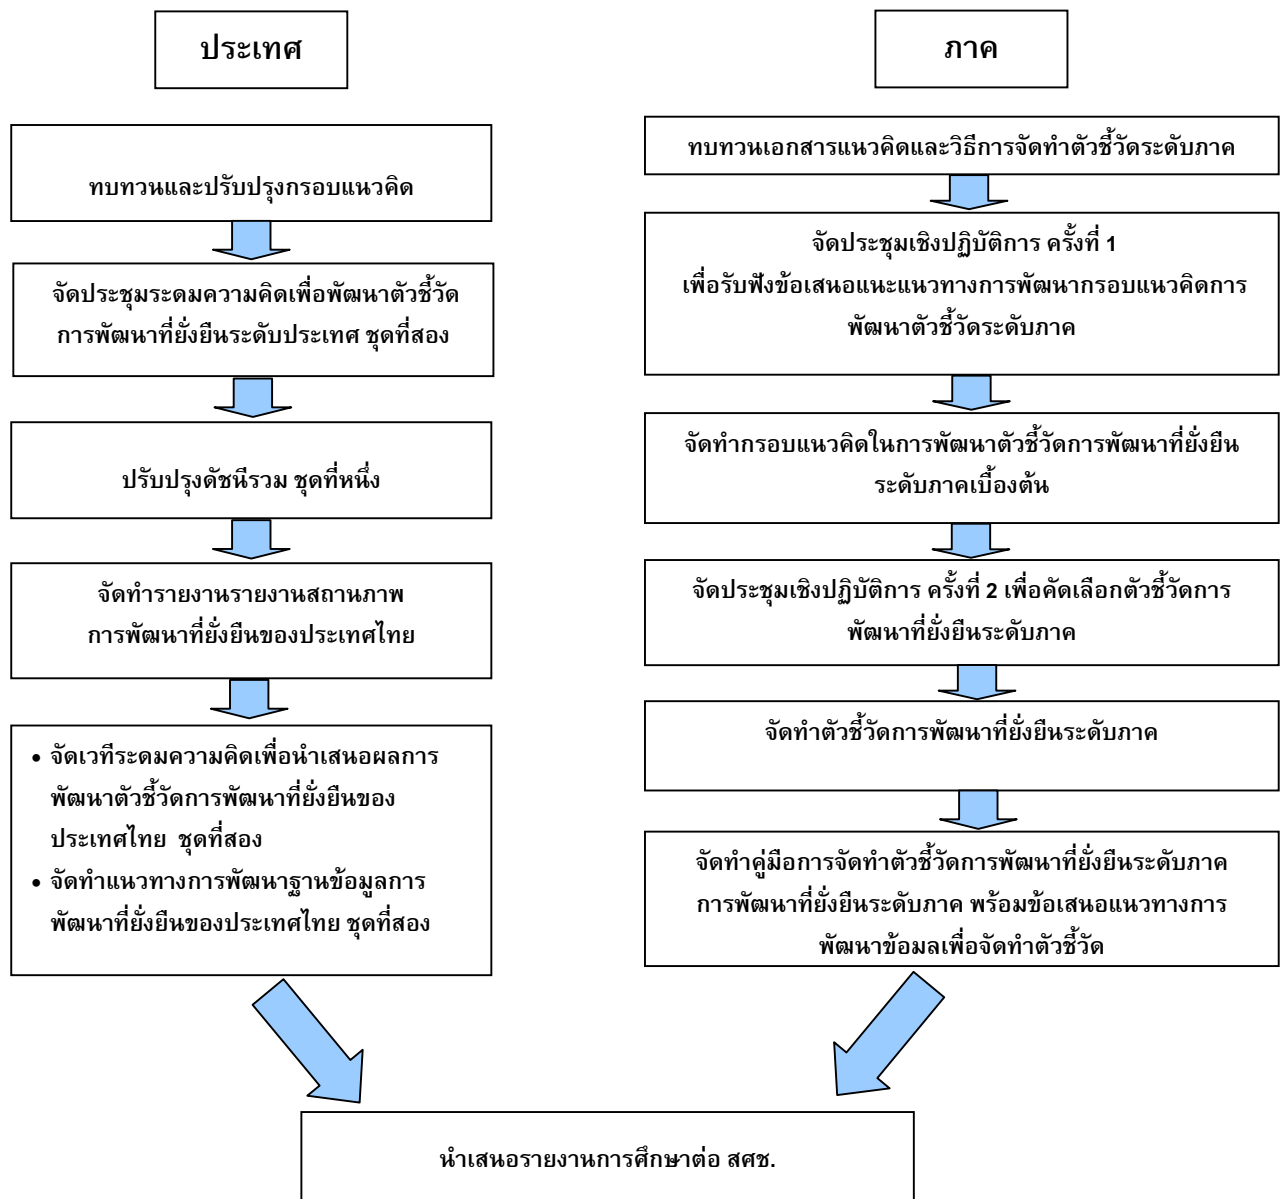 ประเทศ
ทบทวนและปรับปรุงกรอบแนวคิด
จัดประชุมระดมความคิดเพื่อพัฒนาตัวชี้วัด
การพัฒนาที่ยั่งยืนระดับประเทศ ชุดที่สอง
ปรับปรุงดัชนีรวม ชุดที่หนึ่ง
จัดทำรายงานรายงานสถานภาพ
การพัฒนาที่ยั่งยืนของประเทศไทย
• จัดเวทีระดมความคิดเพื่อนำเสนอผลการ
พัฒนาตัวชี้วัดการพัฒนาที่ยั่งยืนของ
ประเทศไทย ชุดที่สอง
• จัดทำแนวทางการพัฒนาฐานข้อมูลการ
พัฒนาที่ยั่งยืนของประเทศไทย ชุดที่สอง
ภาค
ทบทวนเอกสารแนวคิดและวิธีการจัดทำตัวชี้วัดระดับภาค
จัดประชุมเชิงปฏิบัติการ ครั้งที่ 1
เพื่อรับฟังข้อเสนอแนะแนวทางการพัฒนากรอบแนวคิดการ
พัฒนาตัวชี้วัดระดับภาค
จัดทำกรอบแนวคิดในการพัฒนาตัวชี้วัดการพัฒนาที่ยั่งยืน
ระดับภาคเบื้องต้น
จัดประชุมเชิงปฏิบัติการ ครั้งที่ 2 เพื่อคัดเลือกตัวชี้วัดการ
พัฒนาที่ยั่งยืนระดับภาค
จัดทำตัวชี้วัดการพัฒนาที่ยั่งยืนระดับภาค
จัดทำคู่มือการจัดทำตัวชี้วัดการพัฒนาที่ยั่งยืนระดับภาค
การพัฒนาที่ยั่งยืนระดับภาค พร้อมข้อเสนอแนวทางการ
พัฒนาข้อมูลเพื่อจัดทำตัวชี้วัด
นำเสนอรายงานการศึกษาต่อ สศช.